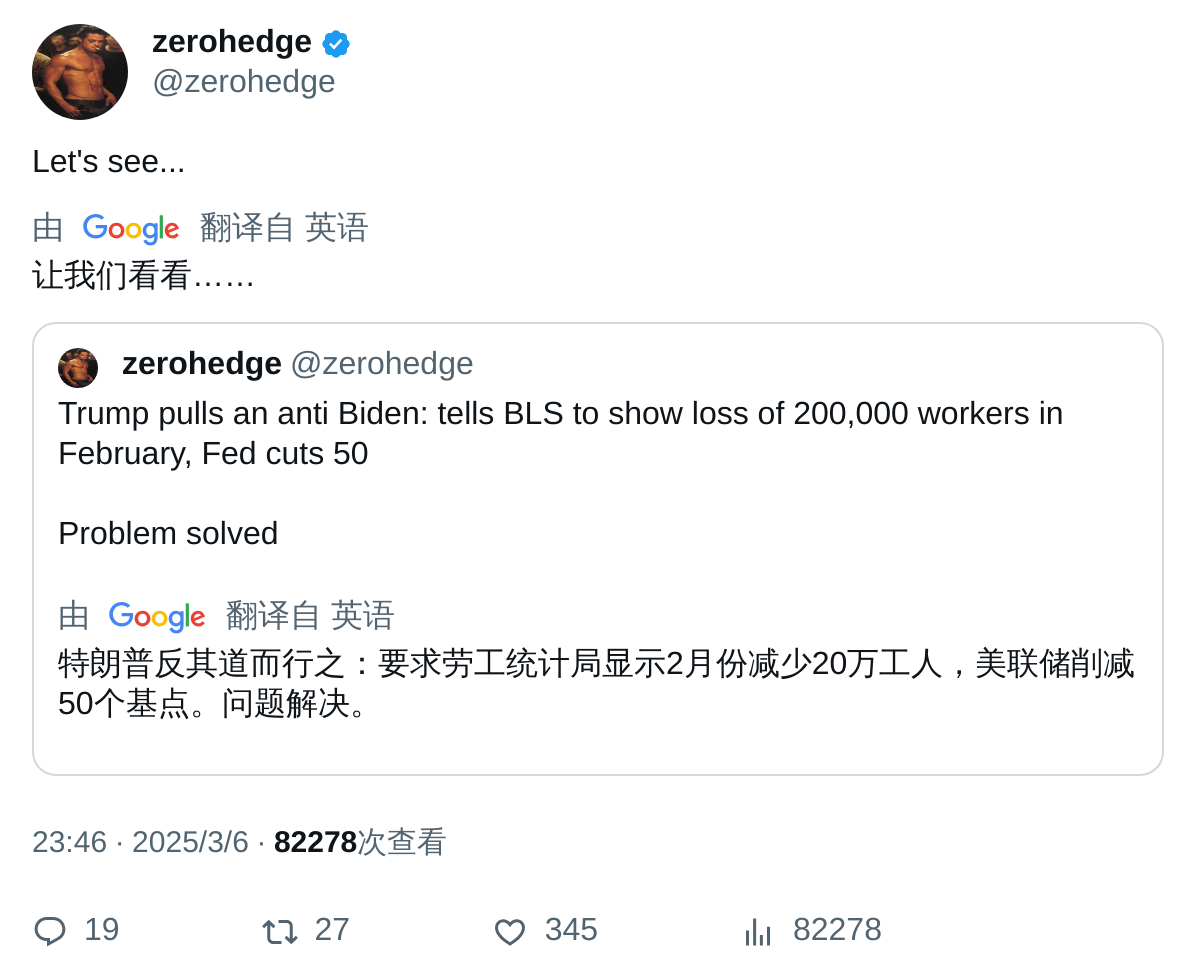 zerohedge
@zerohedge
Let's see...
由 Google 翻译自 英语
让我们看看……
zerohedge @zerohedge
Trump pulls an anti Biden: tells BLS to show loss of 200,000 workers in
February, Fed cuts 50
Problem solved
由 Google 翻译自 英语
特朗普反其道而行之：要求劳工统计局显示2月份减少20万工人，美联储削减
50个基点。问题解决。
23:46 · 2025/3/6 · 82278次查看
19 27 345 82278